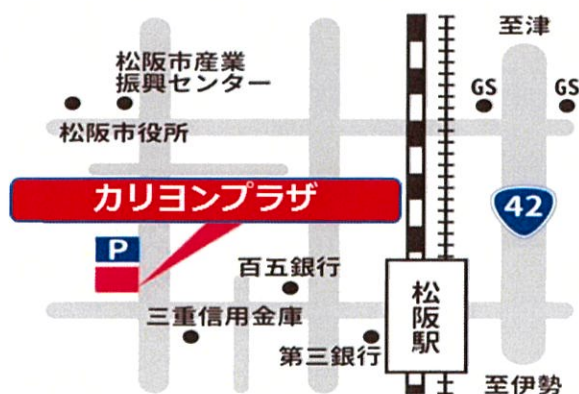 至津
松阪市産業
振興センター
GS
GS
松阪市役所
カリヨンプラザ
42
P
百五銀行
松阪駅
三重信用金庫
第三銀行
至伊勢